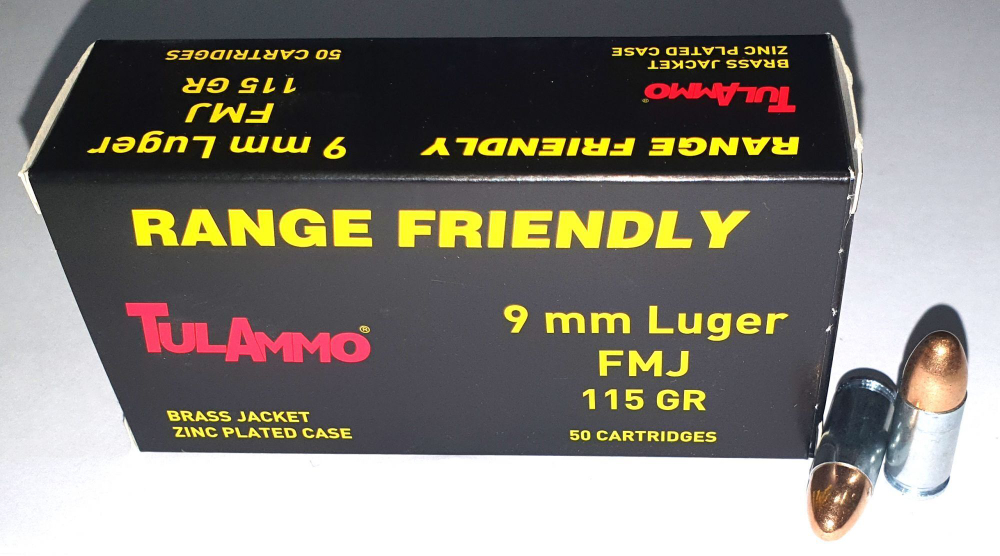 50 CARTRIDGES
115 GR
FMJ
9 mm Luger
BRASS JACKET
ZINC PLATED CASE
TULAMMO®
RANGE FRIENDLY
RANGE FRIENDLY
TULAMMO®
BRASS JACKET
ZINC PLATED CASE
9 mm Luger
FMJ
115 GR
50 CARTRIDGES